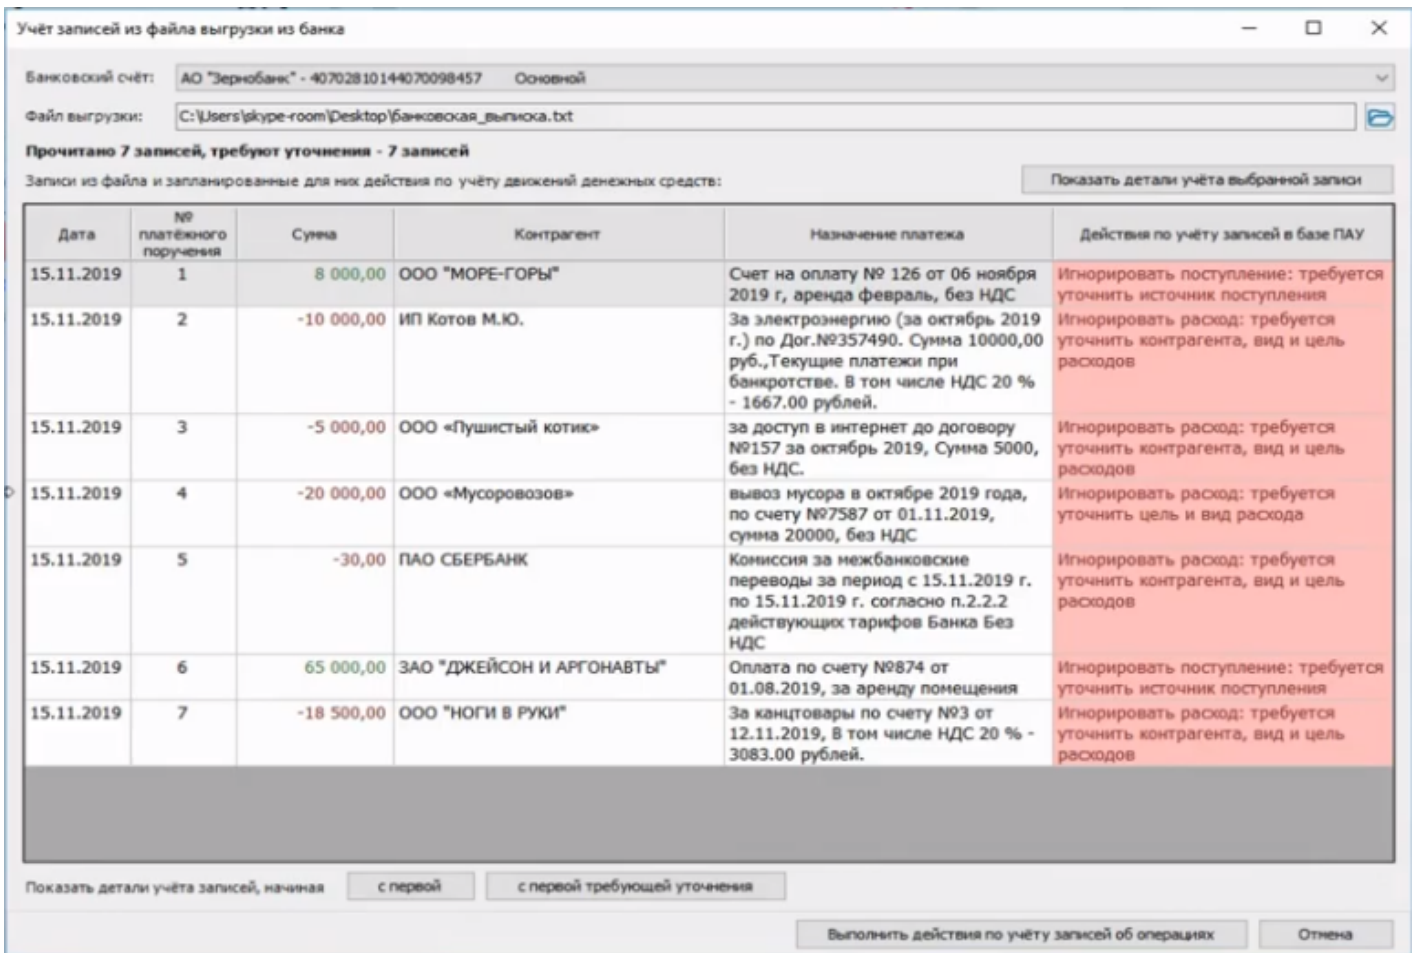 Учёт записей из файла выгрузки из банка
Банковский счёт: АО "Зернобанк" - 40702810144070098457 Основной
Файл выгрузки: C:\Users\skype-room\Desktop\банковская_выписка.txt
Прочитано 7 записей, требуют уточнения - 7 записей
Записи из файла и запланированные для них действия по учёту движений денежных средств:
Показать детали учёта выбранной записи
Дата
№
платёжного
поручения
Сумма
Контрагент
Назначение платежа
Действия по учёту записей в базе ПАУ
15.11.2019 1 8 000,00 ООО "МОРЕ-ГОРЫ"
Счет на оплату № 126 от 06 ноября
2019 г, аренда февраль, без НДС
Игнорировать поступление: требуется
уточнить источник поступления
15.11.2019 2 -10 000,00 ИП Котов М.Ю.
За электроэнергию (за октябрь 2019
г.) по Дог.№357490. Сумма 10000,00
руб.,Текущие платежи при
банкротстве. В том числе НДС 20 %
- 1667.00 рублей.
Игнорировать расход: требуется
уточнить контрагента, вид и цель
расходов
15.11.2019 3 -5 000,00 ООО «Пушистый котик»
за доступ в интернет до договору
№157 за октябрь 2019, Сумма 5000,
без НДС.
Игнорировать расход: требуется
уточнить контрагента, вид и цель
расходов
15.11.2019 4 -20 000,00 ООО «Мусоровозов»
вывоз мусора в октябре 2019 года,
по счету №7587 от 01.11.2019,
сумма 20000, без НДС
Игнорировать расход: требуется
уточнить цель и вид расхода
15.11.2019 5 -30,00 ПАО СБЕРБАНК
Комиссия за межбанковские
переводы за период с 15.11.2019 г.
по 15.11.2019 г. согласно п.2.2.2
действующих тарифов Банка Без
НДС
Игнорировать расход: требуется
уточнить контрагента, вид и цель
расходов
15.11.2019 6 65 000,00 ЗАО "ДЖЕЙСОН И АРГОНАВТЫ"
Оплата по счету №874 от
01.08.2019, за аренду помещения
Игнорировать поступление: требуется
уточнить источник поступления
15.11.2019 7 -18 500,00 ООО "НОГИ В РУКИ"
За канцтовары по счету №3 от
12.11.2019, В том числе НДС 20 % -
3083.00 рублей.
Игнорировать расход: требуется
уточнить контрагента, вид и цель
расходов
Показать детали учёта записей, начиная с первой с первой требующей уточнения
Выполнить действия по учёту записей об операциях Отмена